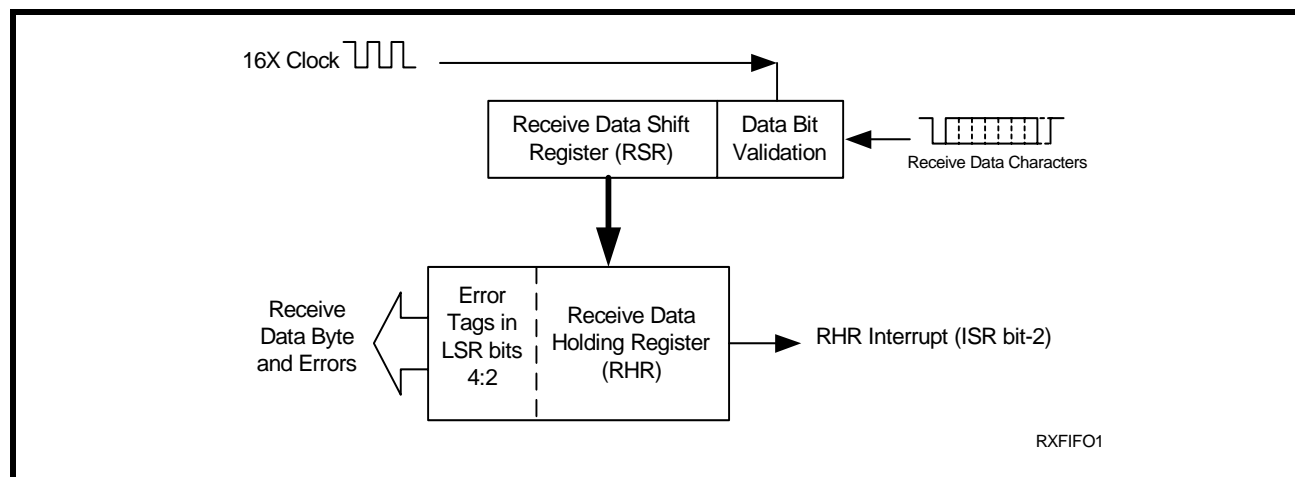 16X Clock
Receive Data Shift
Register (RSR)
Data Bit
Validation
Receive Data Characters
Receive
Data Byte
and Errors
Error
Tags in
LSR bits
4:2
Receive Data
Holding Register
(RHR)
RHR Interrupt (ISR bit-2)
RXFIFO1